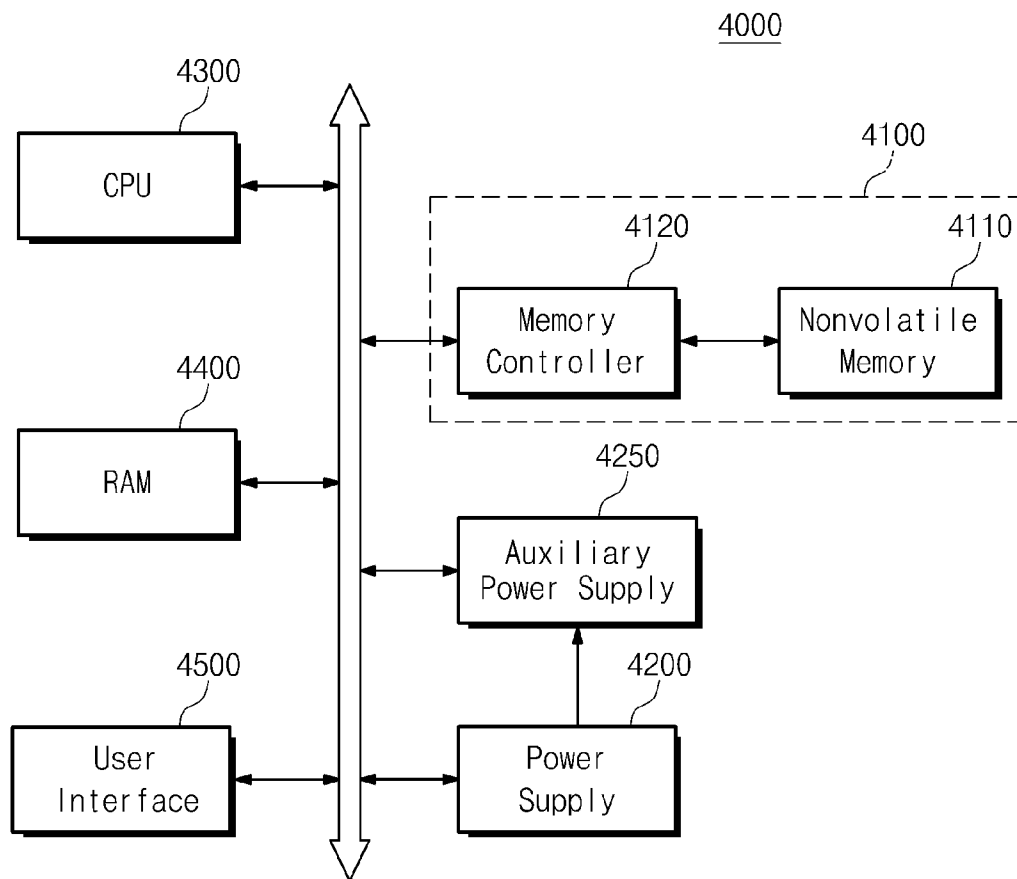 4000
4300
CPU
4100
4120
Memory
Controller
4110
Nonvolatile
Memory
4400
RAM
4250
Auxiliary
Power Supply
4500
User
Interface
4200
Power
Supply